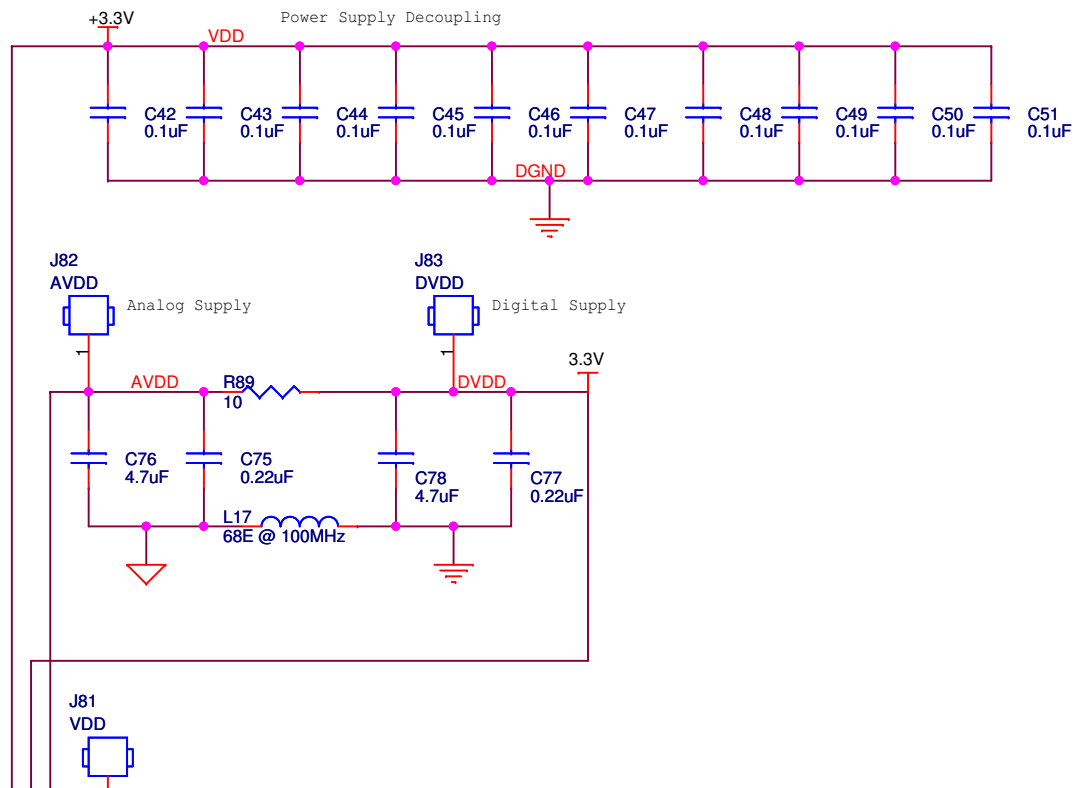 Power Supply Decoupling
+3.3V
VDD
C42
0.1uF
C43
0.1uF
C44
0.1uF
C45
0.1uF
C46
0.1uF
C47
0.1uF
C48
0.1uF
C49
0.1uF
C50
0.1uF
C51
0.1uF
DGND
J82
AVDD
Analog Supply
1
J83
DVDD
Digital Supply
1
3.3V
AVDD
R89
10
DVDD
C76
4.7uF
C75
0.22uF
C78
4.7uF
C77
0.22uF
L17
68E @ 100MHz
J81
VDD